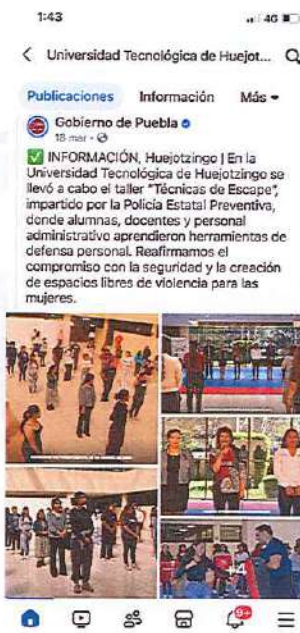 1:43
4G
Universidad Tecnológica de Huejot...
Publicaciones Información Más
Gobierno de Puebla
18 mar
INFORMACIÓN, Huejotzingo | En la
Universidad Tecnológica de Huejotzingo se
llevó a cabo el taller "Técnicas de Escape",
impartido por la Policía Estatal Preventiva,
donde alumnas, docentes y personal
administrativo aprendieron herramientas de
defensa personal. Reafirmamos el
compromiso con la seguridad y la creación
de espacios libres de violencia para las
mujeres.
+4
9+